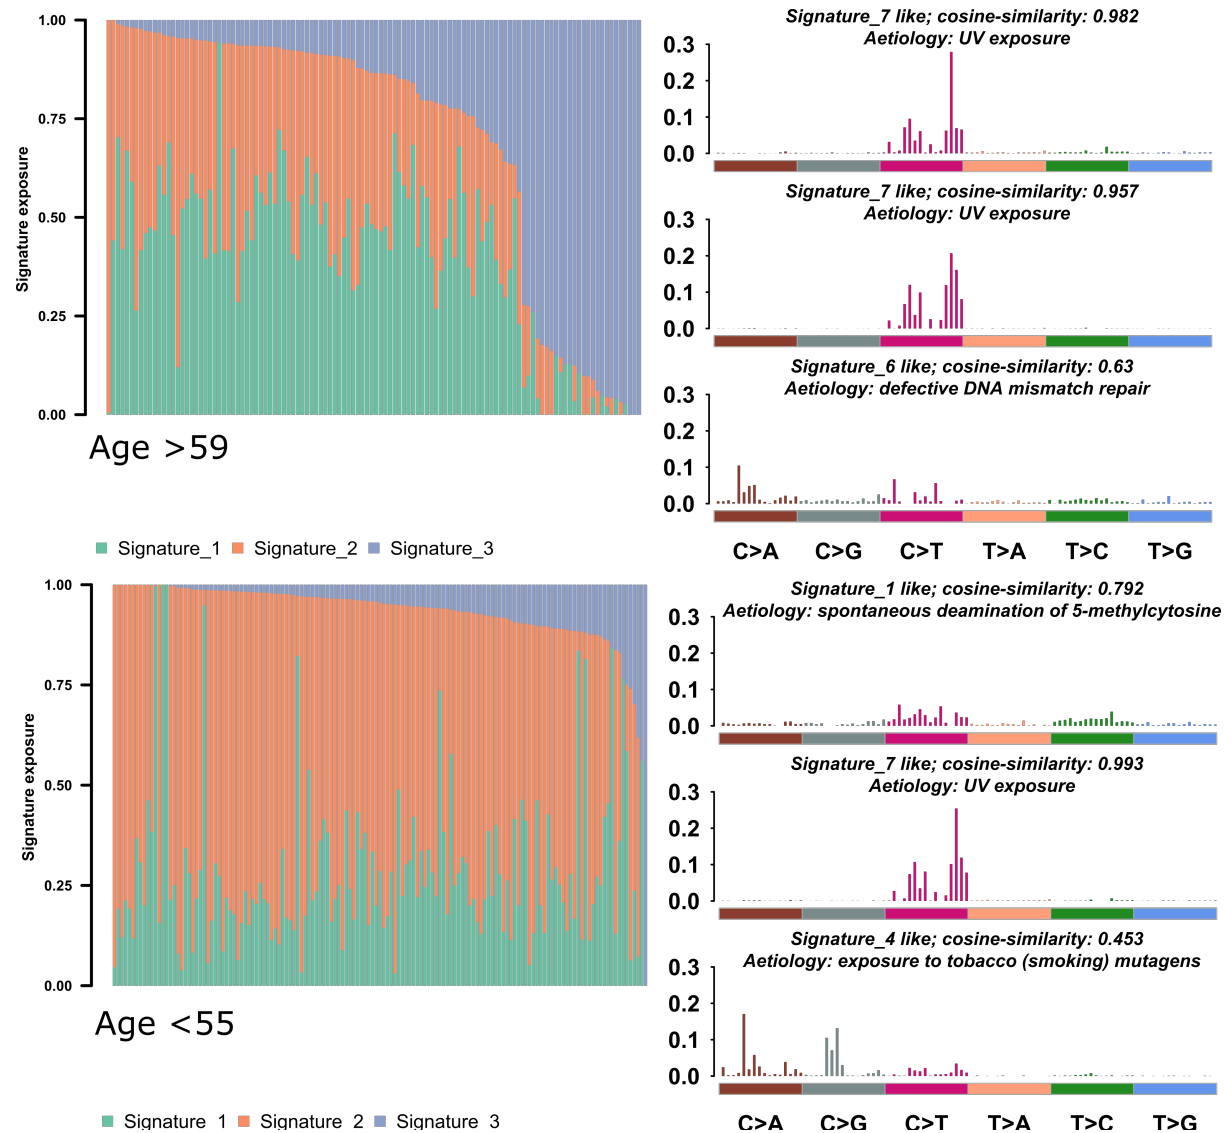 1.00
0.75
0.50
0.25
0.00
Signature exposure
Age >59
Signature_1 Signature_2 Signature_3
Signature_7 like; cosine-similarity: 0.982
Aetiology: UV exposure
0.3
0.2
0.1
0.0
Signature_7 like; cosine-similarity: 0.957
Aetiology: UV exposure
0.3
0.2
0.1
0.0
Signature_6 like; cosine-similarity: 0.63
Aetiology: defective DNA mismatch repair
0.3
0.2
0.1
0.0
C>A C>G C>T T>A T>C T>G
1.00
0.75
0.50
0.25
0.00
Signature exposure
Age <55
Signature_1 Signature_2 Signature_3
Signature_1 like; cosine-similarity: 0.792
Aetiology: spontaneous deamination of 5-methylcytosine
0.3
0.2
0.1
0.0
Signature_7 like; cosine-similarity: 0.993
Aetiology: UV exposure
0.3
0.2
0.1
0.0
Signature_4 like; cosine-similarity: 0.453
Aetiology: exposure to tobacco (smoking) mutagens
0.3
0.2
0.1
0.0
C>A C>G C>T T>A T>C T>G